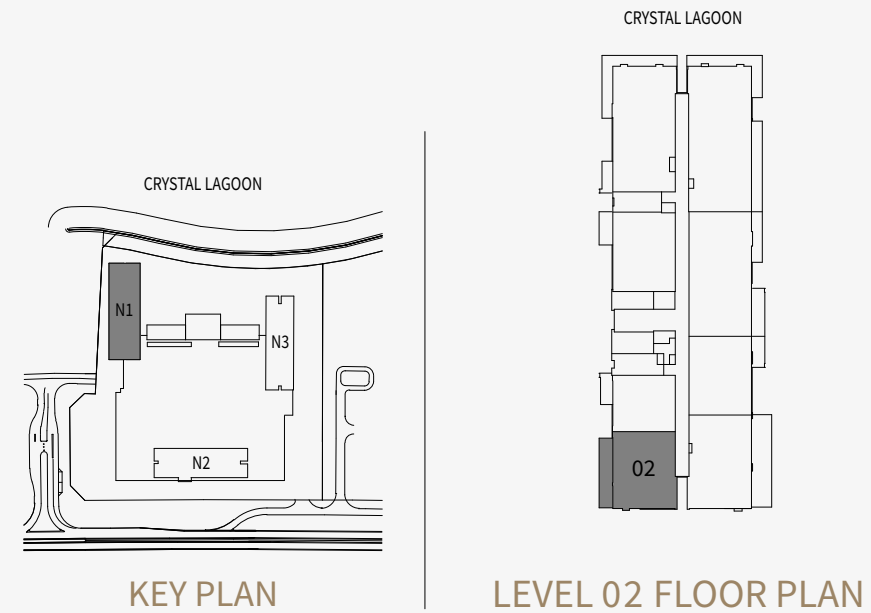 CRYSTAL LAGOON
N1
N3
N2
KEY PLAN
CRYSTAL LAGOON
02
LEVEL 02 FLOOR PLAN